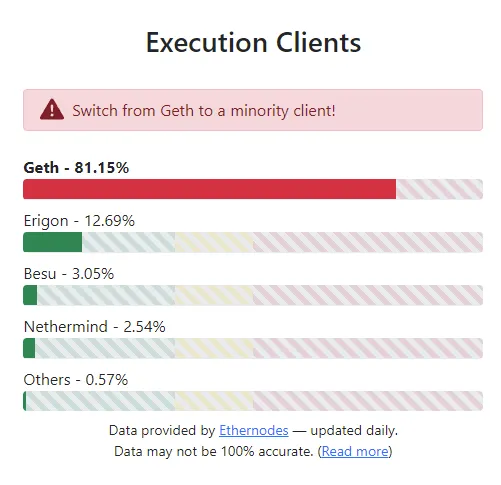 Execution Clients
Switch from Geth to a minority client!
Geth - 81.15%
Erigon - 12.69%
Besu - 3.05%
Nethermind - 2.54%
Others - 0.57%
Data provided by Ethernodes — updated daily.
Data may not be 100% accurate. (Read more)